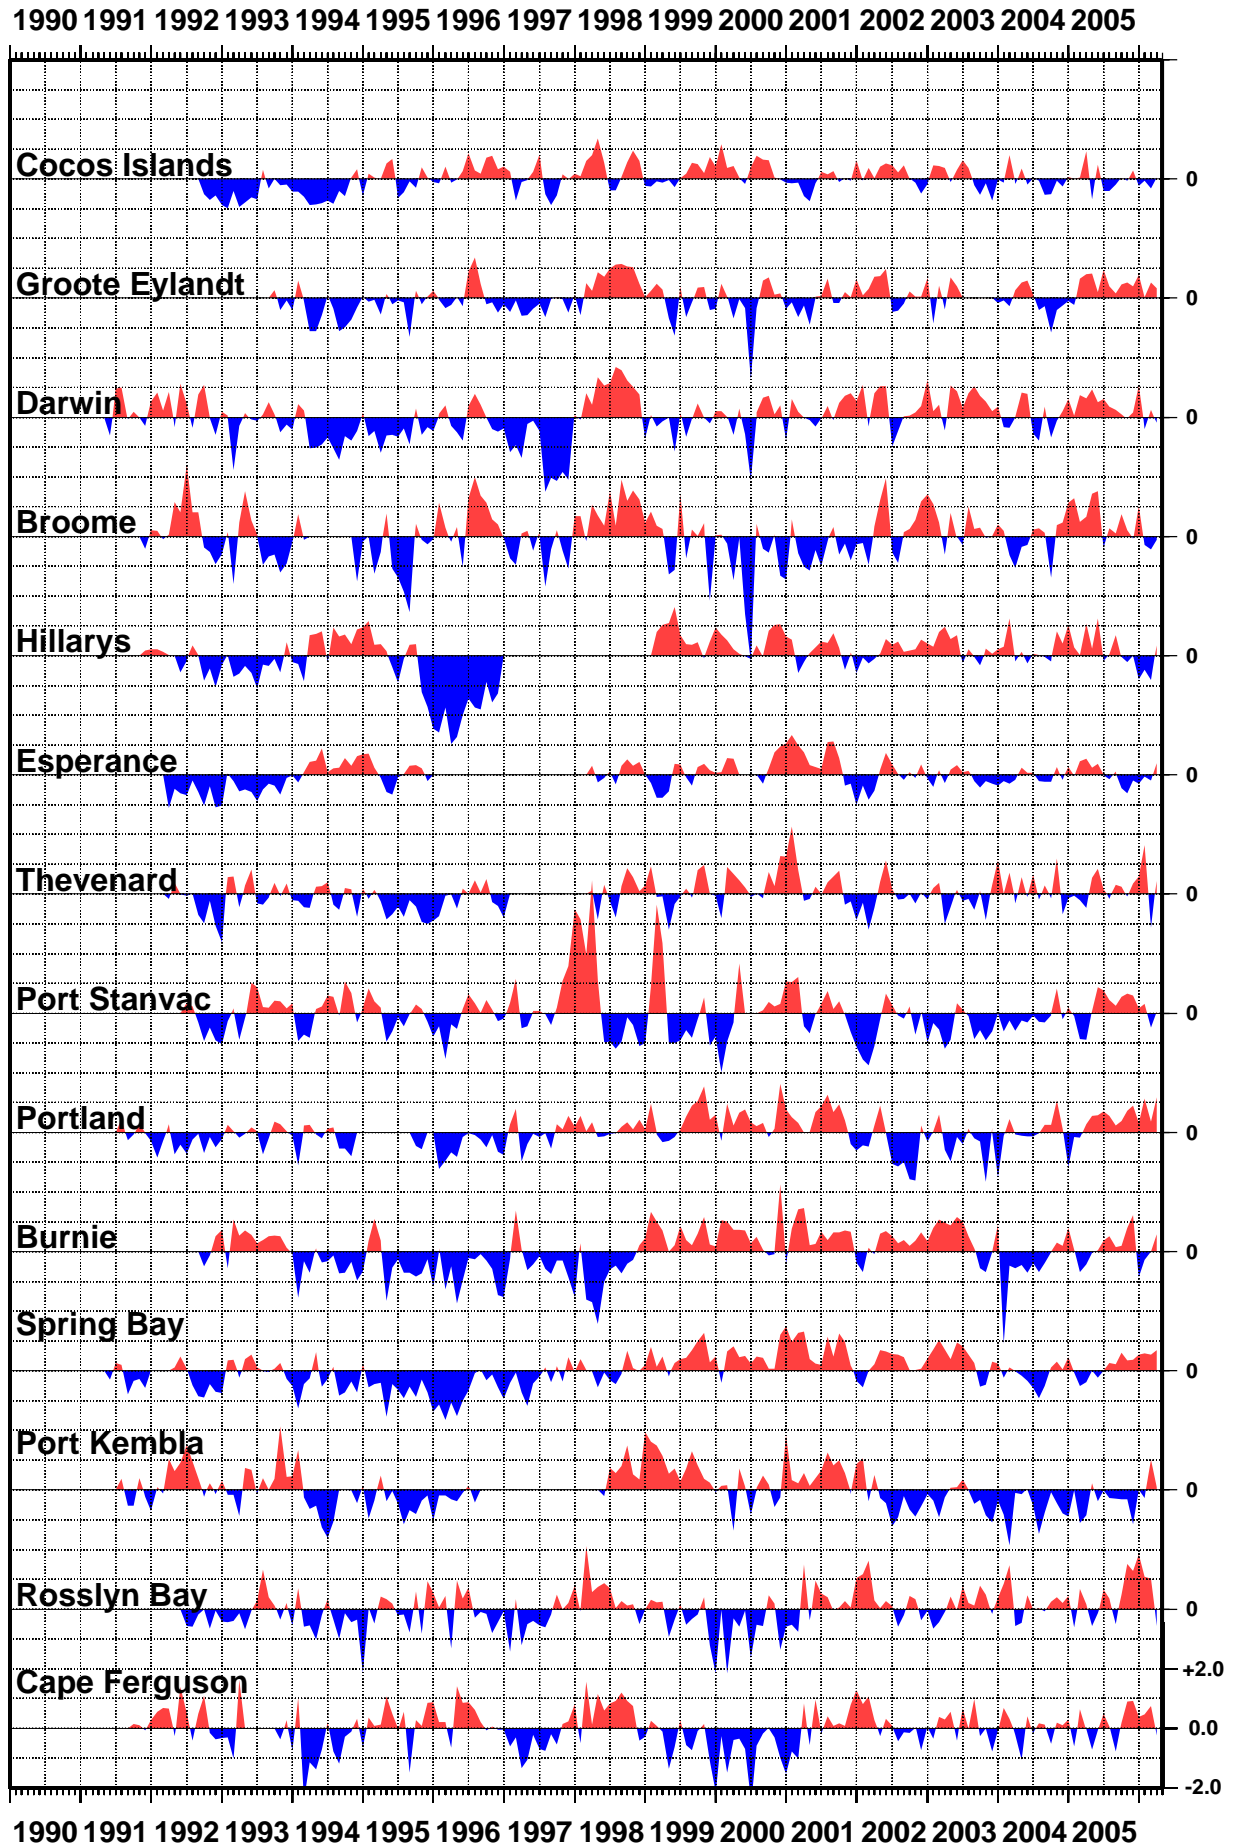 1990 1991 1992 1993 1994 1995 1996 1997 1998 1999 2000 2001 2002 2003 2004 2005
Cocos Islands 0
Groote Eylandt 0
Darwin 0
Broome 0
Hillarys 0
Esperance 0
Thevenard 0
Port Stanvac 0
Portland 0
Burnie 0
Spring Bay 0
Port Kembla 0
Rosslyn Bay 0
+2.0
Cape Ferguson 0.0
-2.0
1990 1991 1992 1993 1994 1995 1996 1997 1998 1999 2000 2001 2002 2003 2004 2005